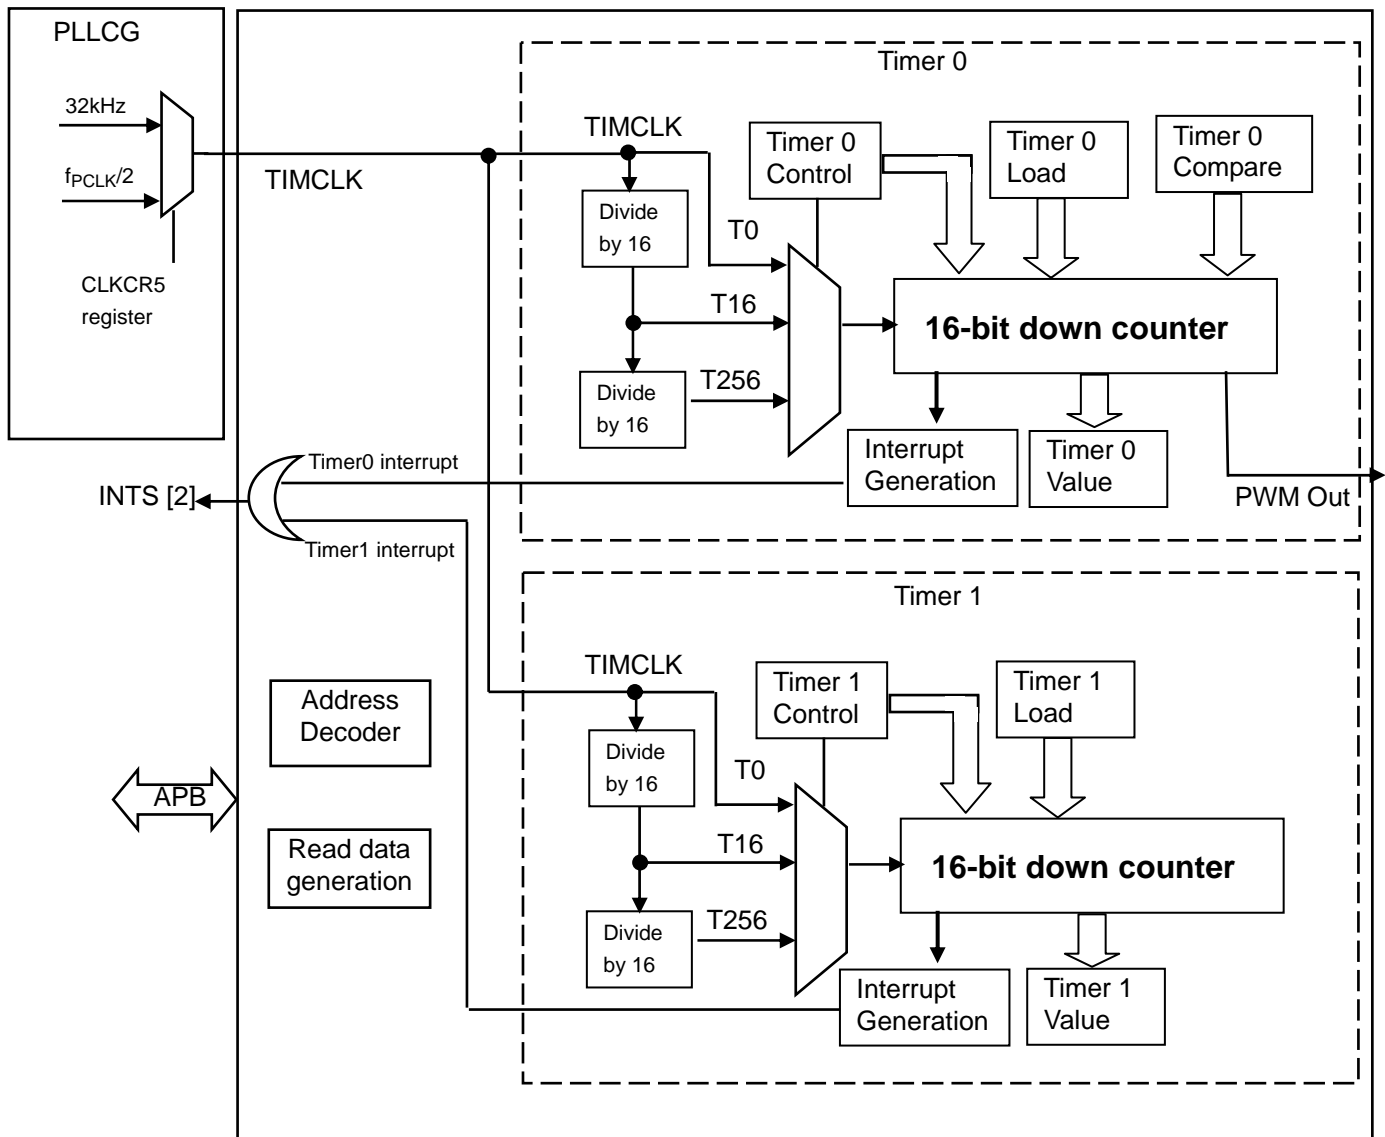 PLLCG
32kHz
fPCLK/2
CLKCR5
register
TIMCLK
Timer 0
TIMCLK
Divide
by 16
Divide
by 16
T0
T16
T256
Timer 0
Control
Timer 0
Load
Timer 0
Compare
16-bit down counter
Interrupt
Generation
Timer 0
Value
PWM Out
Timer0 interrupt
INTS [2]
Timer1 interrupt
Timer 1
TIMCLK
Divide
by 16
Divide
by 16
T0
T16
T256
Timer 1
Control
Timer 1
Load
16-bit down counter
Interrupt
Generation
Timer 1
Value
Address
Decoder
APB
Read data
generation